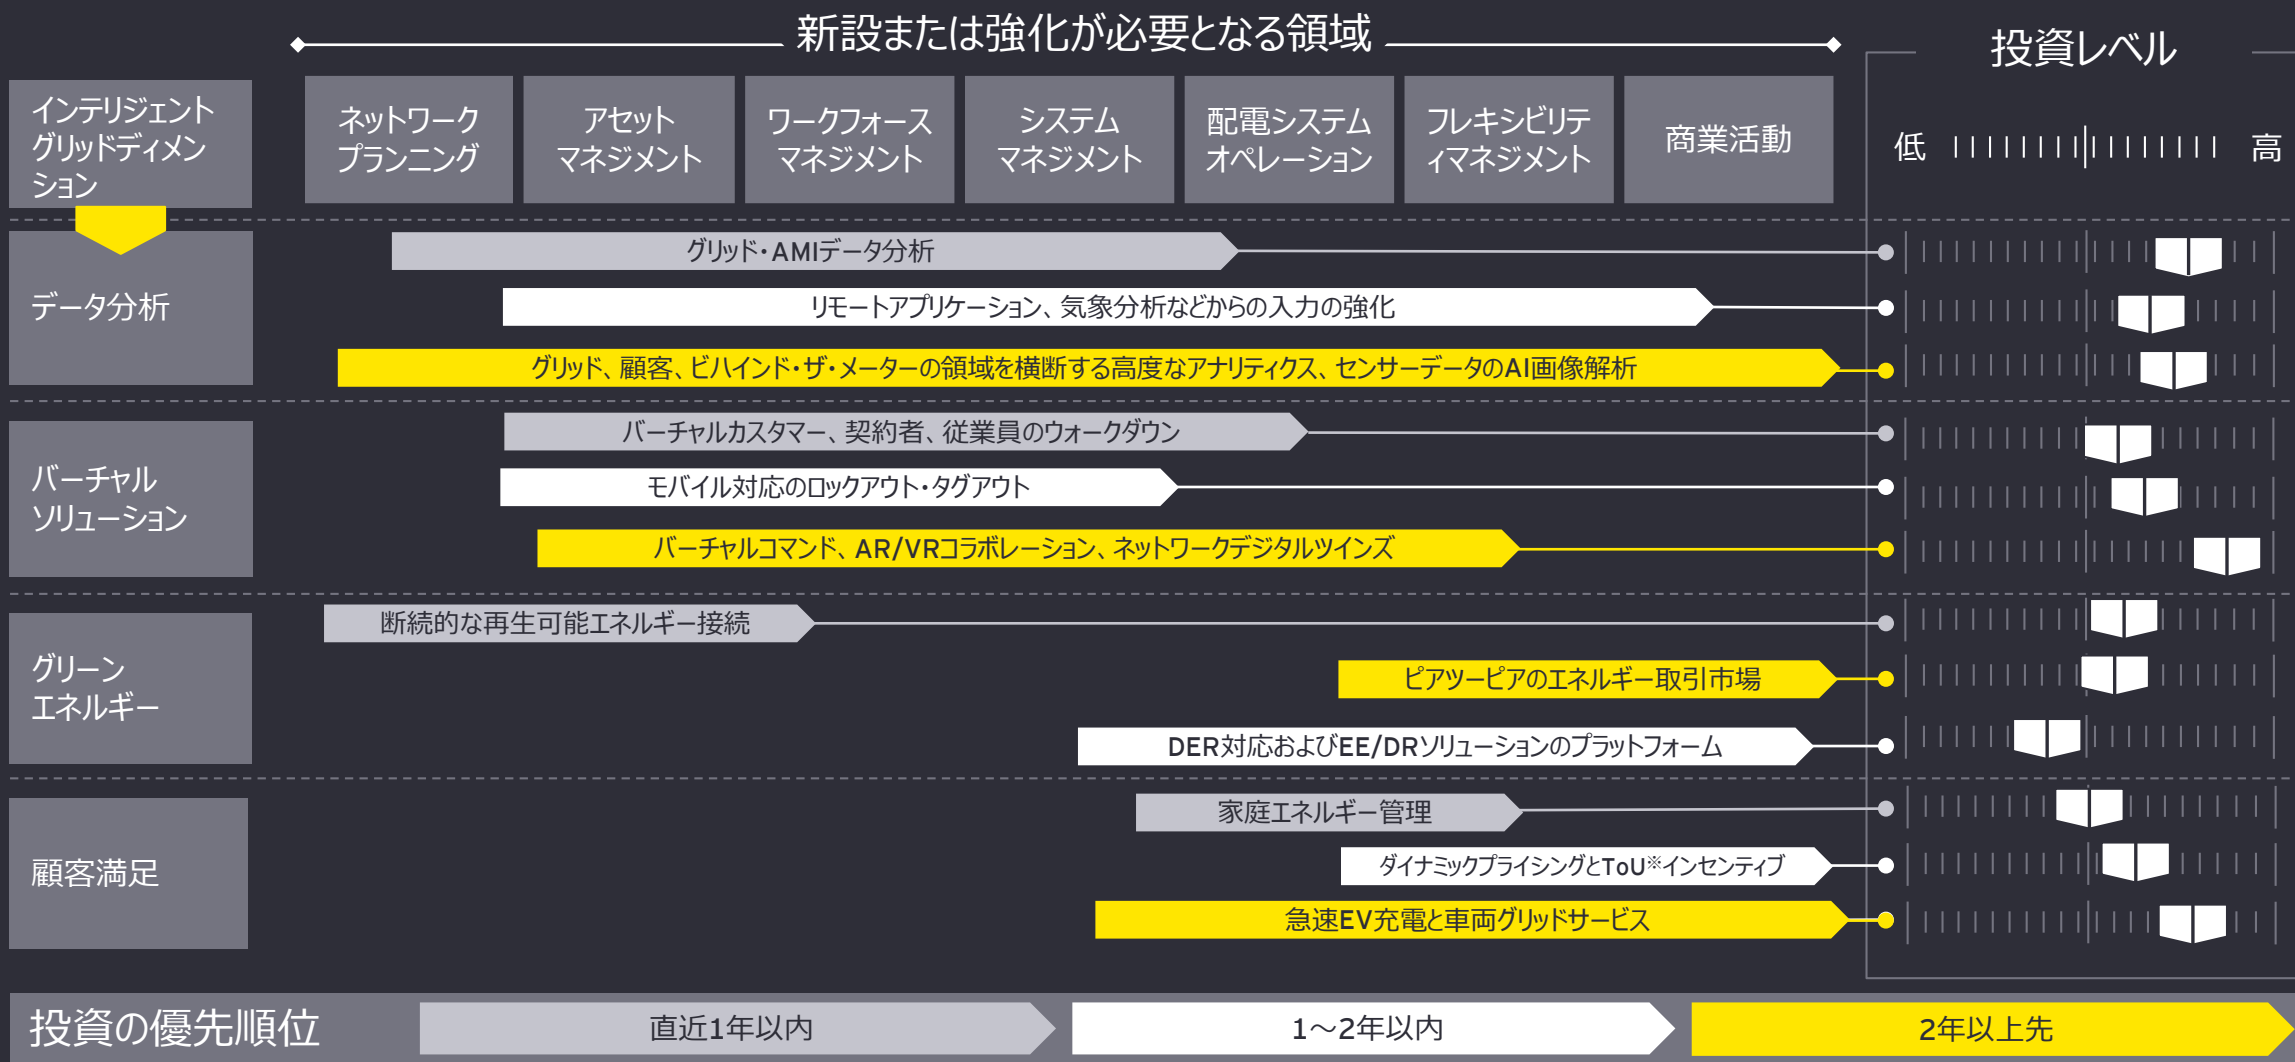 新設または強化が必要となる領域
投資レベル
インテリジェント
グリッドディメン
ション
ネットワーク
プランニング
アセット
マネジメント
ワークフォース
マネジメント
システム
マネジメント
配電システム
オペレーション
フレキシビリテ
ィマネジメント
商業活動
低
高
データ分析
グリッド・AMIデータ分析
リモートアプリケーション、気象分析などからの入力の強化
グリッド、顧客、ビハインド・ザ・メーターの領域を横断する高度なアナリティクス、センサーデータのAI画像解析
バーチャル
ソリューション
バーチャルカスタマー、契約者、従業員のウォークダウン
モバイル対応のロックアウト・タグアウト
バーチャルコマンド、AR/VRコラボレーション、ネットワークデジタルツインズ
グリーン
エネルギー
断続的な再生可能エネルギー接続
ピアツーピアのエネルギー取引市場
DER対応およびEE/DRソリューションのプラットフォーム
顧客満足
家庭エネルギー管理
ダイナミックプライシングとToU※インセンティブ
急速EV充電と車両グリッドサービス
投資の優先順位
直近1年以内
1～2年以内
2年以上先